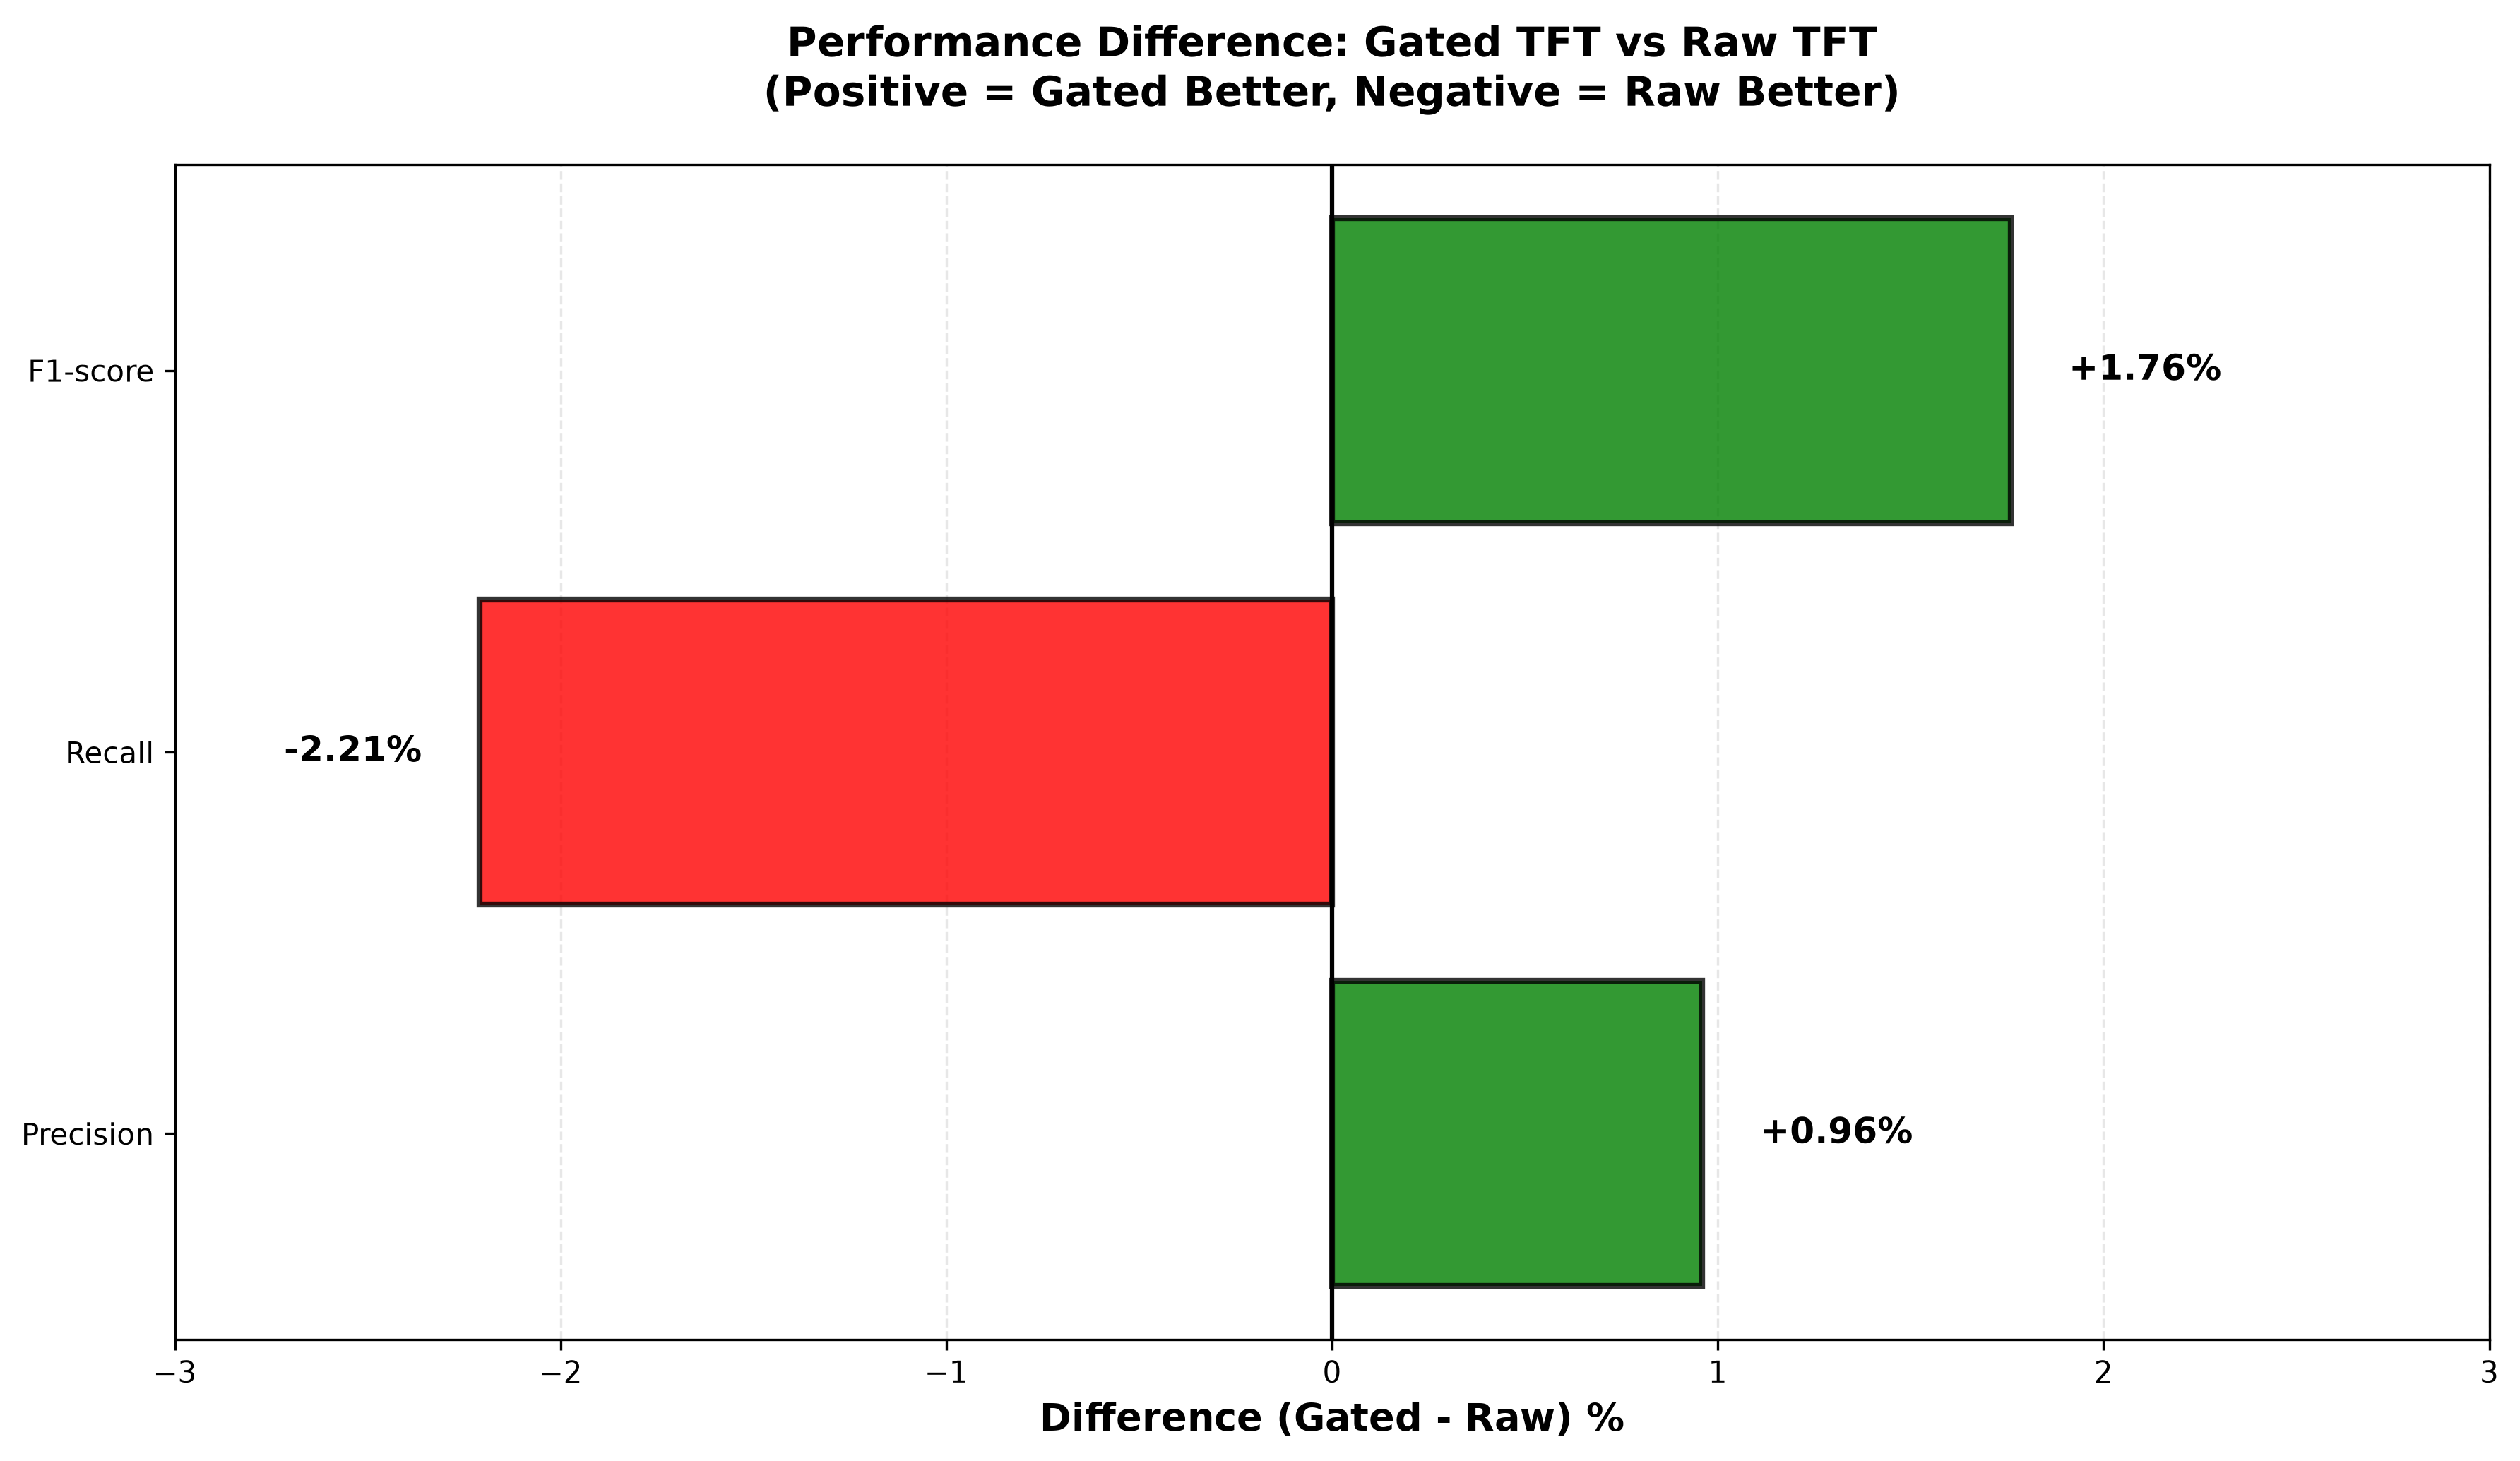 Performance Difference: Gated TFT vs Raw TFT
(Positive = Gated Better, Negative = Raw Better)
F1-score
+1.76%
Recall
-2.21%
Precision
+0.96%
−3
−2
−1
0
1
2
3
Difference (Gated - Raw) %